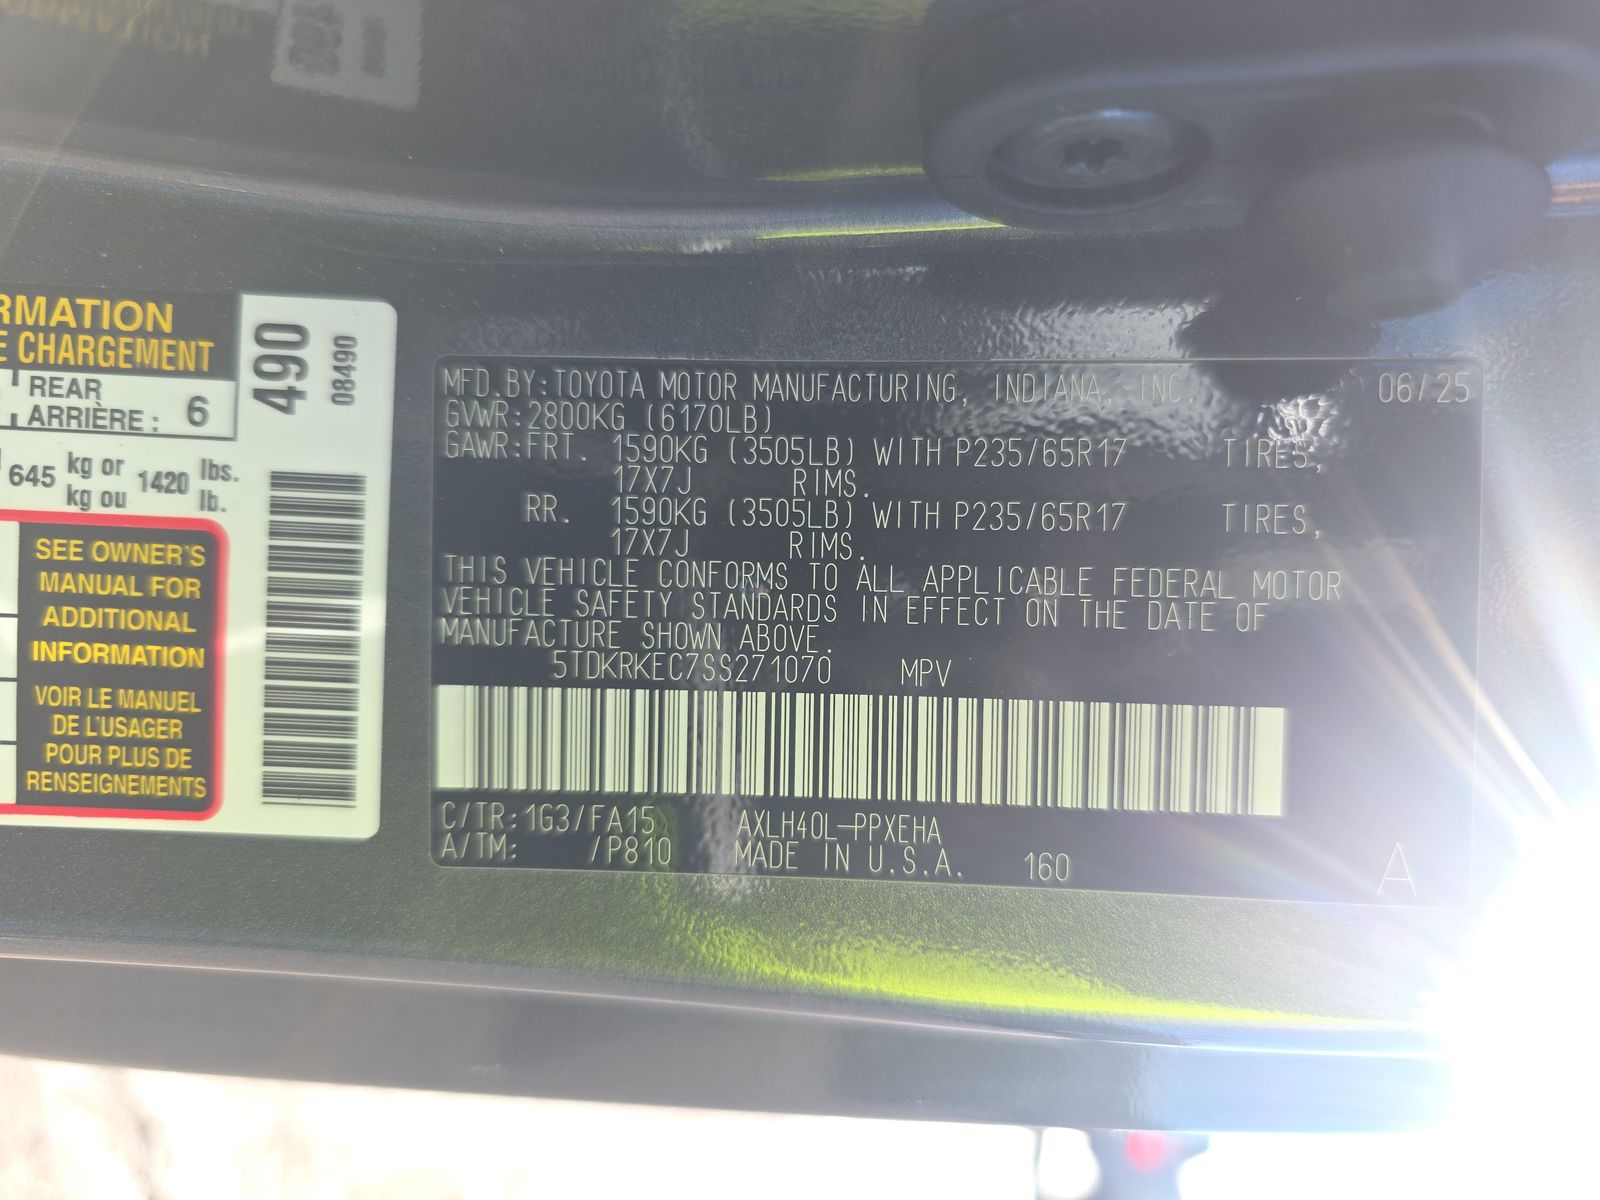 RMATION
E CHARGEMENT
REAR
ARRIÈRE : 6
645 kg or 1420 lbs.
kg ou lb.
SEE OWNER'S
MANUAL FOR
ADDITIONAL
INFORMATION
VOIR LE MANUEL
DE L'USAGER
POUR PLUS DE
RENSEIGNEMENTS
490
08490
MFD.BY:TOYOTA MOTOR MANUFACTURING, INDIANA, INC. 06/25
GVWR:2800KG (6170LB)
GAWR:FRT. 1590KG (3505LB) WITH P235/65R17 TIRES,
17X7J RIMS.
RR. 1590KG (3505LB) WITH P235/65R17 TIRES,
17X7J RIMS.
THIS VEHICLE CONFORMS TO ALL APPLICABLE FEDERAL MOTOR
VEHICLE SAFETY STANDARDS IN EFFECT ON THE DATE OF
MANUFACTURE SHOWN ABOVE.
5TDKRKEC7SS271070 MPV
C/TR:1G3/FA15 AXLH40L-PPXEHA
A/TM: /P810 MADE IN U.S.A. 160 A